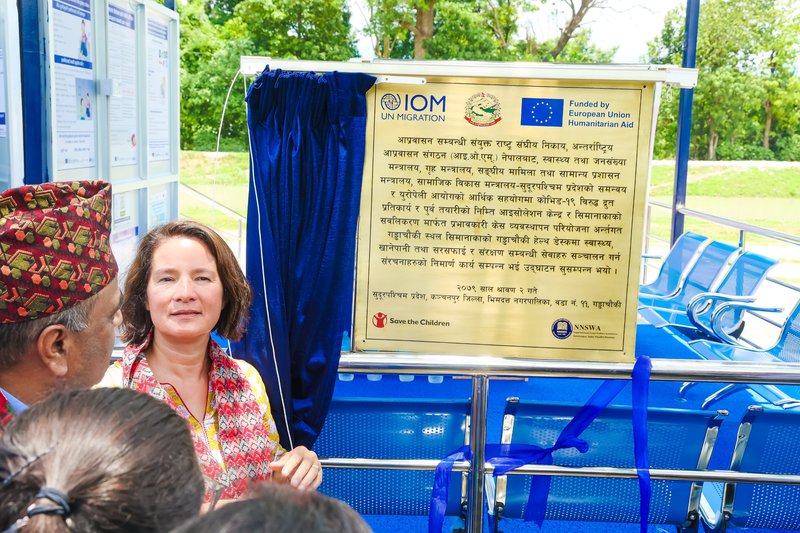 IOM
UN MIGRATION
Funded by
European Union
Humanitarian Aid
आप्रवासन सम्बन्धी संयुक्त राष्ट्र संघीय निकाय, अन्तर्राष्ट्रिय
आप्रवासन संगठन (आइ.ओ.एम.) नेपालबाट, स्वास्थ्य तथा जनसंख्या
मन्त्रालय, गृह मन्त्रालय, सङ्घीय मामिला तथा सामान्य प्रशासन
मन्त्रालय, सामाजिक विकास मन्त्रालय-सुदूरपश्चिम प्रदेशको समन्वय
र युरोपेली आयोगको आर्थिक सहयोगमा कोभिड-१९ विरुद्ध द्रुत
प्रतिकार्य र पूर्व तयारीको निम्ति आइसोलेशन केन्द्र र सिमानाकाको
सबलिकरण मार्फत प्रभावकारी केस व्यवस्थापन परियोजना अन्तर्गत
गड्डाचौकी स्थल सिमानाकाको गड्डाचौकी हेल्थ डेस्कमा स्वास्थ्य,
खानेपानी तथा सरसफाई र संरक्षण सम्बन्धी सेवाहरु सञ्चालन गर्न
संरचनाहरुको निमार्ण कार्य सम्पन्न भई उद्घाटन सुसम्पन्न भयो ।
२०७९ साल श्रावण २ गते
सुदूरपश्चिम प्रदेश, कञ्चनपुर जिल्ला, भिमदत्त नगरपालिका, वडा नं. ११, गड्डाचौकी
Save the Children
NNSWA